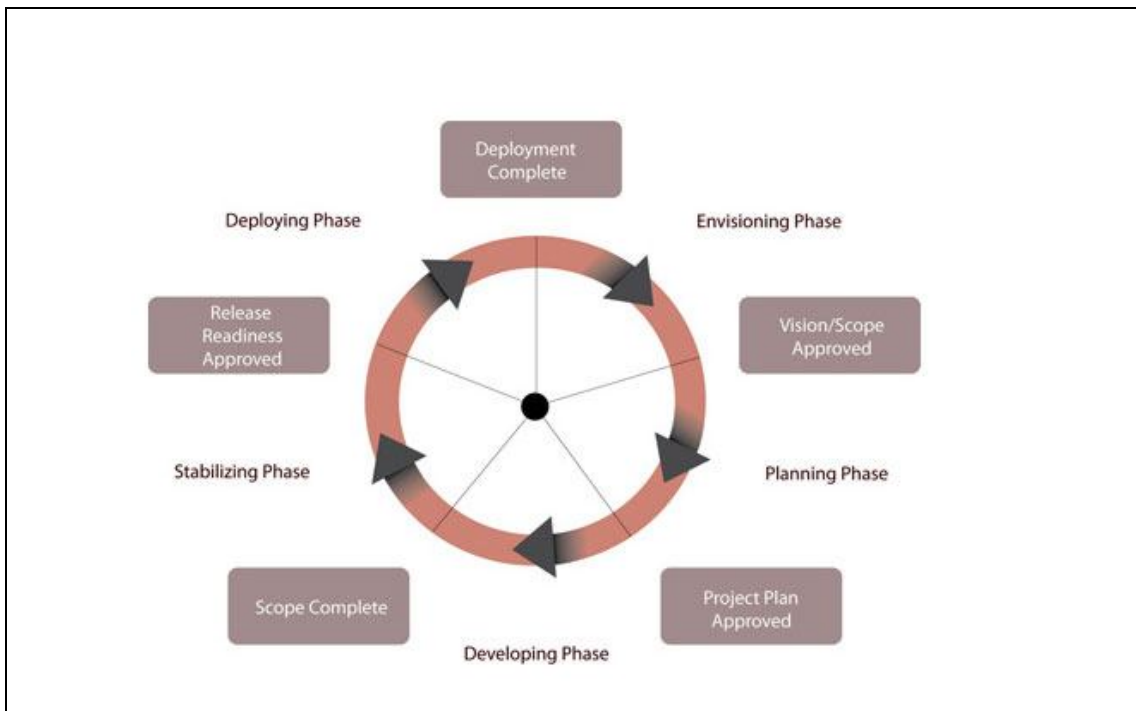 Deployment
Complete
Deploying Phase
Envisioning Phase
Release
Readiness
Approved
Vision/Scope
Approved
Stabilizing Phase
Planning Phase
Scope Complete
Project Plan
Approved
Developing Phase